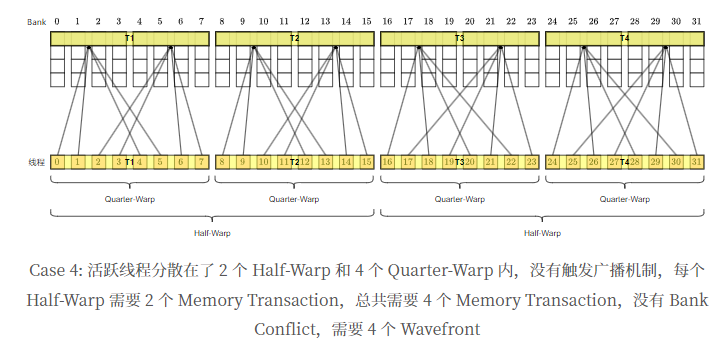 Bank 0 1 2 3 4 5 6 7 8 9 10 11 12 13 14 15 16 17 18 19 20 21 22 23 24 25 26 27 28 29 30 31
T1 T2 T3 T4
线程 0 1 2 3 T1 4 5 6 7 8 9 10 11 T2 12 13 14 15 16 17 18 19 T3 20 21 22 23 24 25 26 27 T4 28 29 30 31
Quarter-Warp Quarter-Warp Quarter-Warp Quarter-Warp
Half-Warp Half-Warp
Case 4: 活跃线程分散在了 2 个 Half-Warp 和 4 个 Quarter-Warp 内，没有触发广播机制，每个
Half-Warp 需要 2 个 Memory Transaction，总共需要 4 个 Memory Transaction，没有 Bank
Conflict，需要 4 个 Wavefront